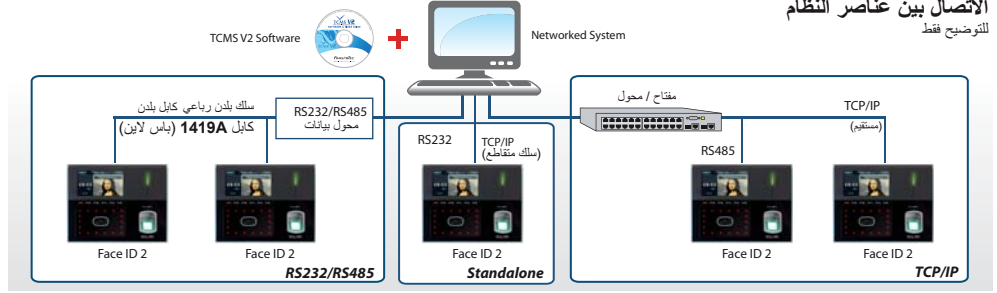 الاتصال بين عناصر النظام
للتوضيح فقط
TCMS V2 Software
TCMS V2
Networked System
سلك بلدن رباعي كابل بلدن
كابل 1419A (باس لاين)
RS232/RS485
محول بيانات
RS232
TCP/IP
(سلك متقاطع)
مفتاح / محول
RS485
TCP/IP
(مستقيم)
Face ID 2
Face ID 2
Face ID 2
Face ID 2
Face ID 2
RS232/RS485
Standalone
TCP/IP